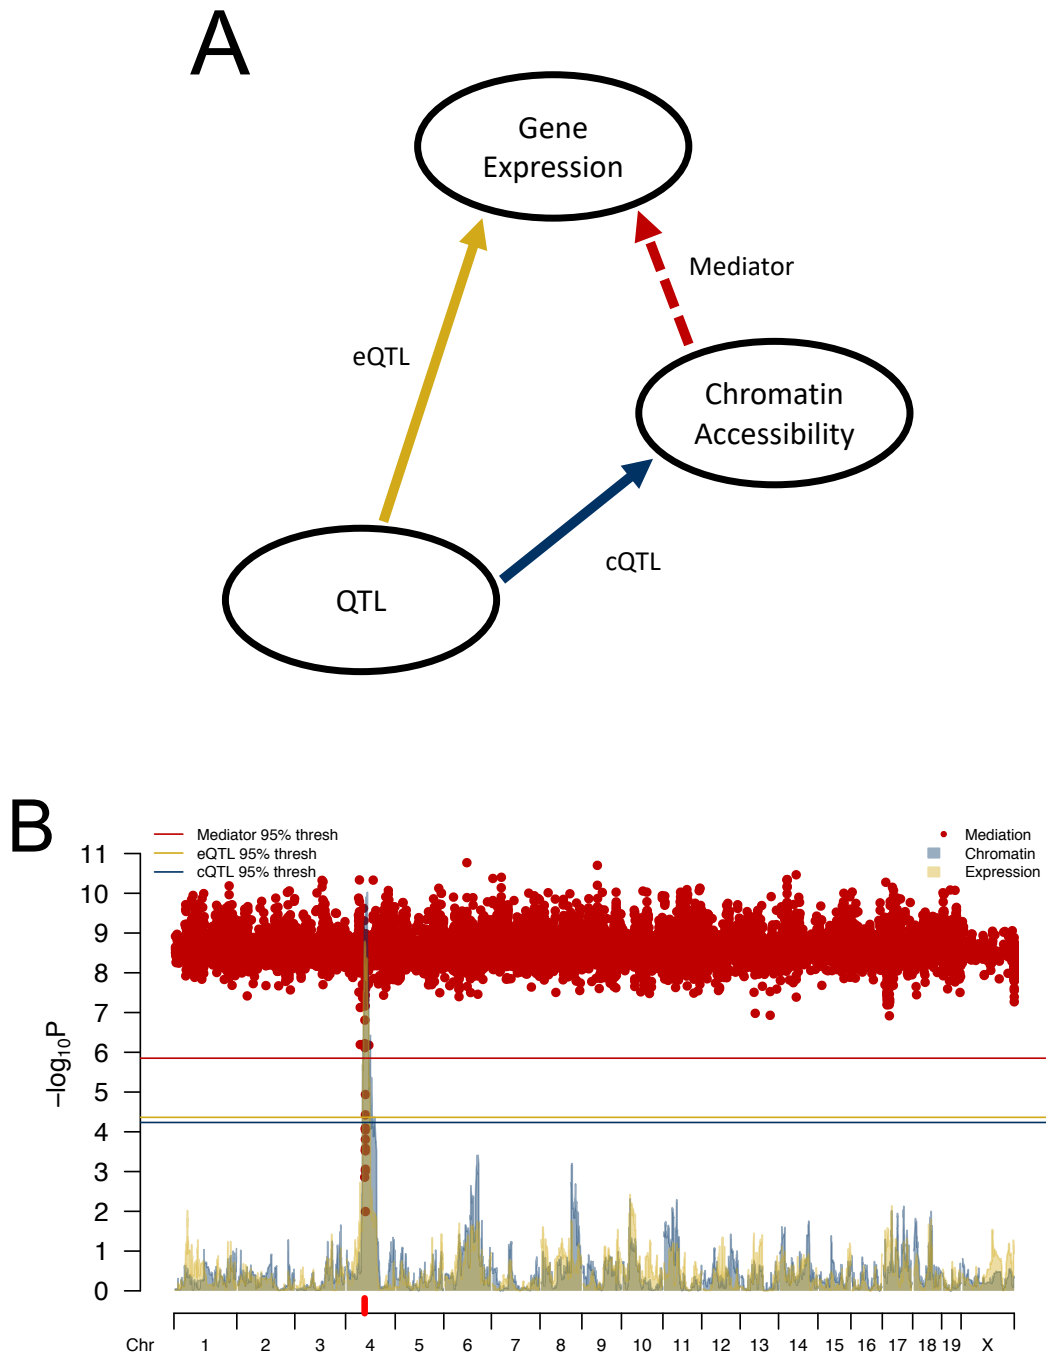 A
Gene
Expression
Mediator
eQTL
Chromatin
Accessibility
cQTL
QTL
B
Mediator 95% thresh
eQTL 95% thresh
cQTL 95% thresh
Mediation
Chromatin
Expression
−log10P
11
10
9
8
7
6
5
4
3
2
1
0
Chr 1 2 3 4 5 6 7 8 9 10 11 12 13 14 15 16 17 18 19 X